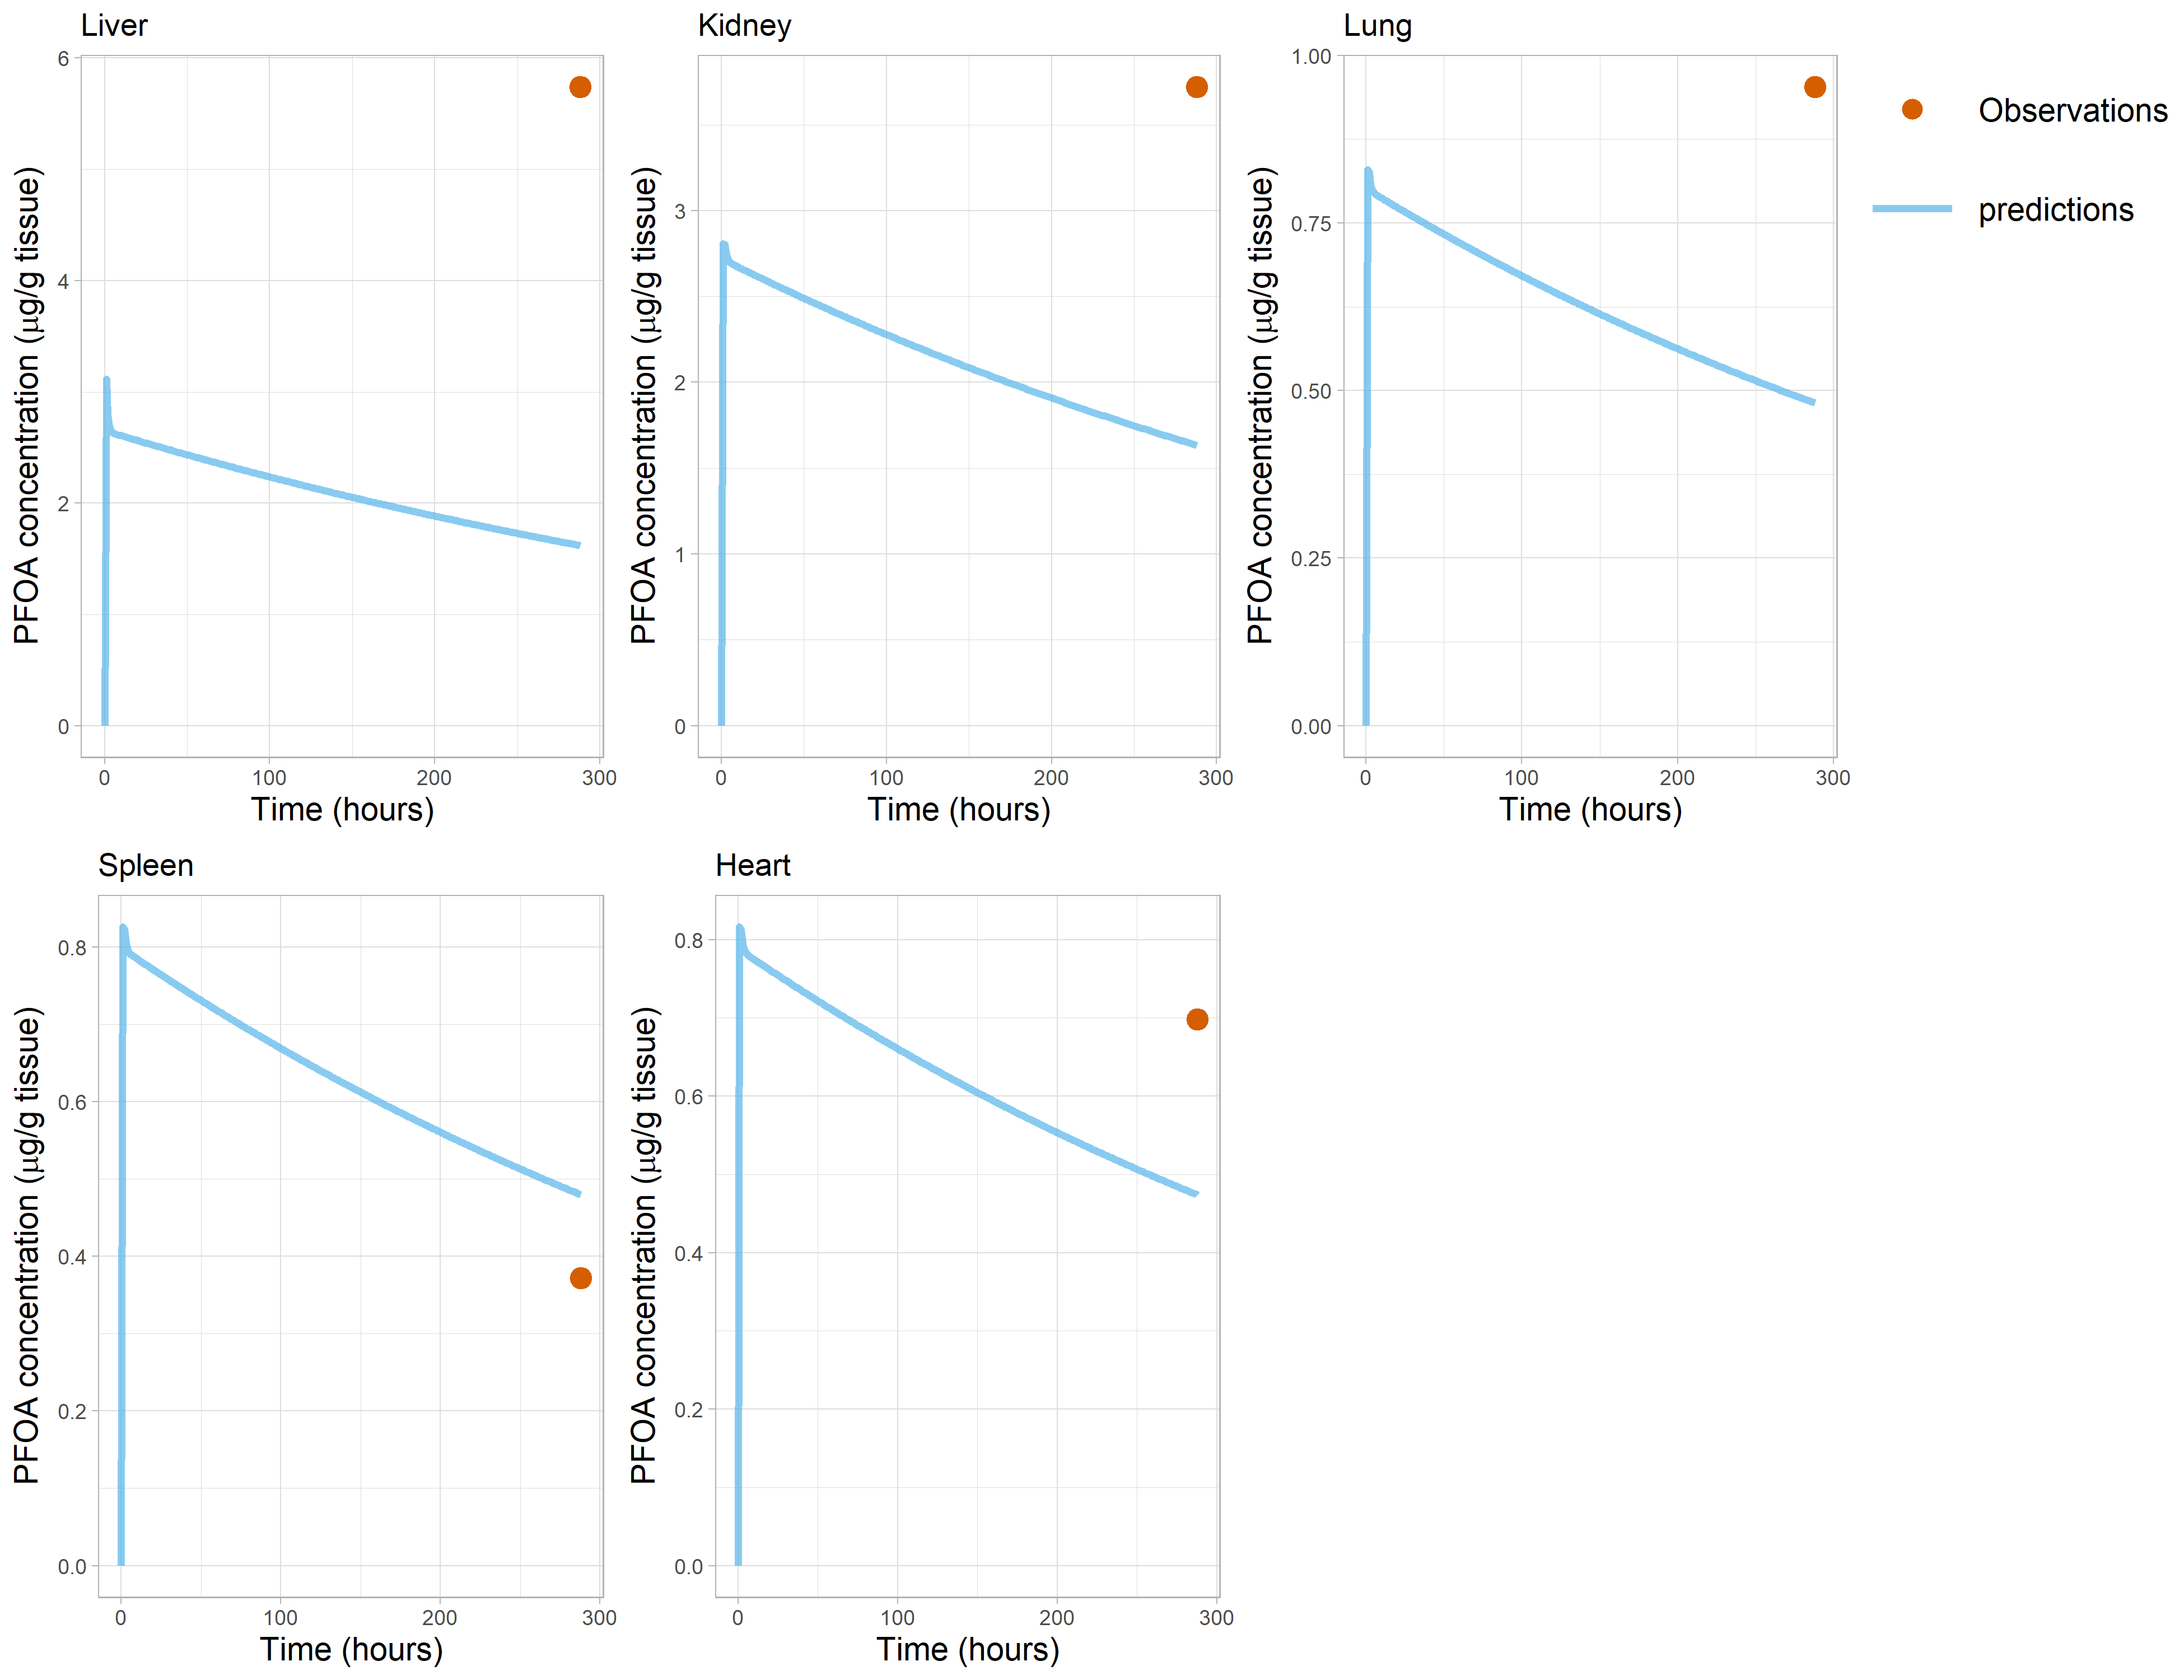 Liver
PFOA concentration (μg/g tissue)
6
4
2
0
0 100 200 300
Time (hours)
Kidney
PFOA concentration (μg/g tissue)
3
2
1
0
0 100 200 300
Time (hours)
Lung
PFOA concentration (μg/g tissue)
1.00
0.75
0.50
0.25
0.00
0 100 200 300
Time (hours)
Observations
predictions
Spleen
PFOA concentration (μg/g tissue)
0.8
0.6
0.4
0.2
0.0
0 100 200 300
Time (hours)
Heart
PFOA concentration (μg/g tissue)
0.8
0.6
0.4
0.2
0.0
0 100 200 300
Time (hours)